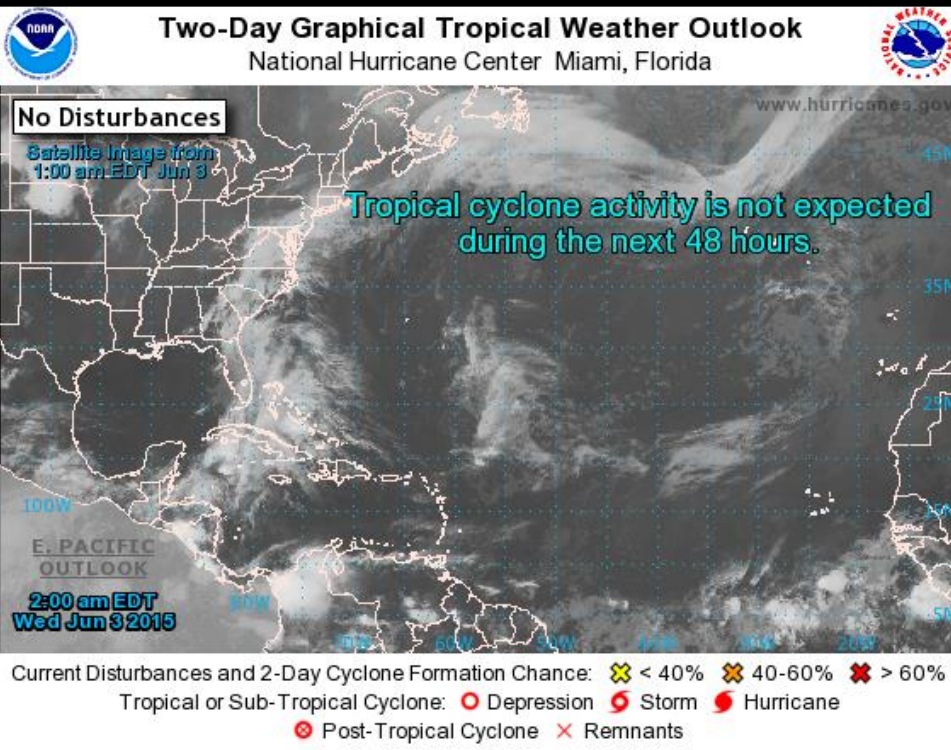 Two-Day Graphical Tropical Weather Outlook
National Hurricane Center Miami, Florida
NOAA
www.hurricanes.gov
No Disturbances
Satellite Image from
1:00 am EDT Jun 3
45N
Tropical cyclone activity is not expected
during the next 48 hours.
35N
25N
100W
15N
E. PACIFIC
OUTLOOK
2:00 am EDT
Wed Jun 3 2015
80W
5N
70W 60W 50W 40W 30W 20W
Current Disturbances and 2-Day Cyclone Formation Chance: < 40% 40-60% > 60%
Tropical or Sub-Tropical Cyclone: Depression Storm Hurricane
Post-Tropical Cyclone Remnants